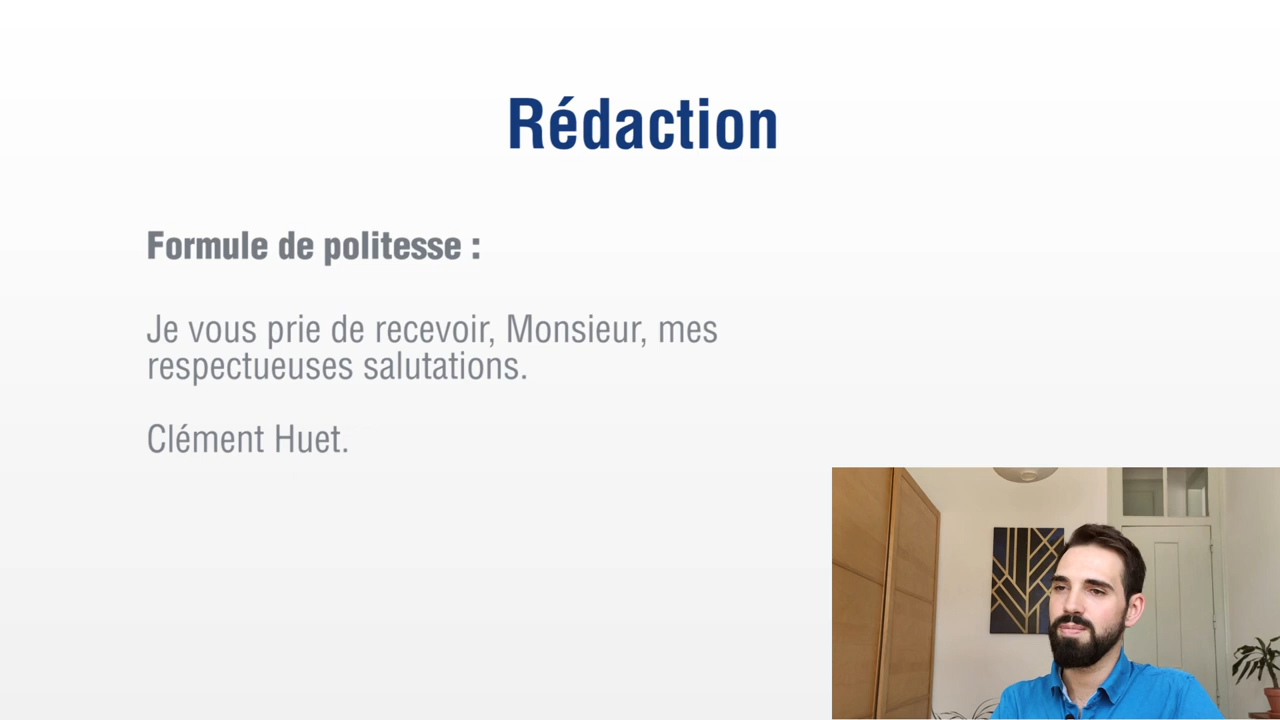 Rédaction
Formule de politesse :
Je vous prie de recevoir, Monsieur, mes
respectueuses salutations.
Clément Huet.